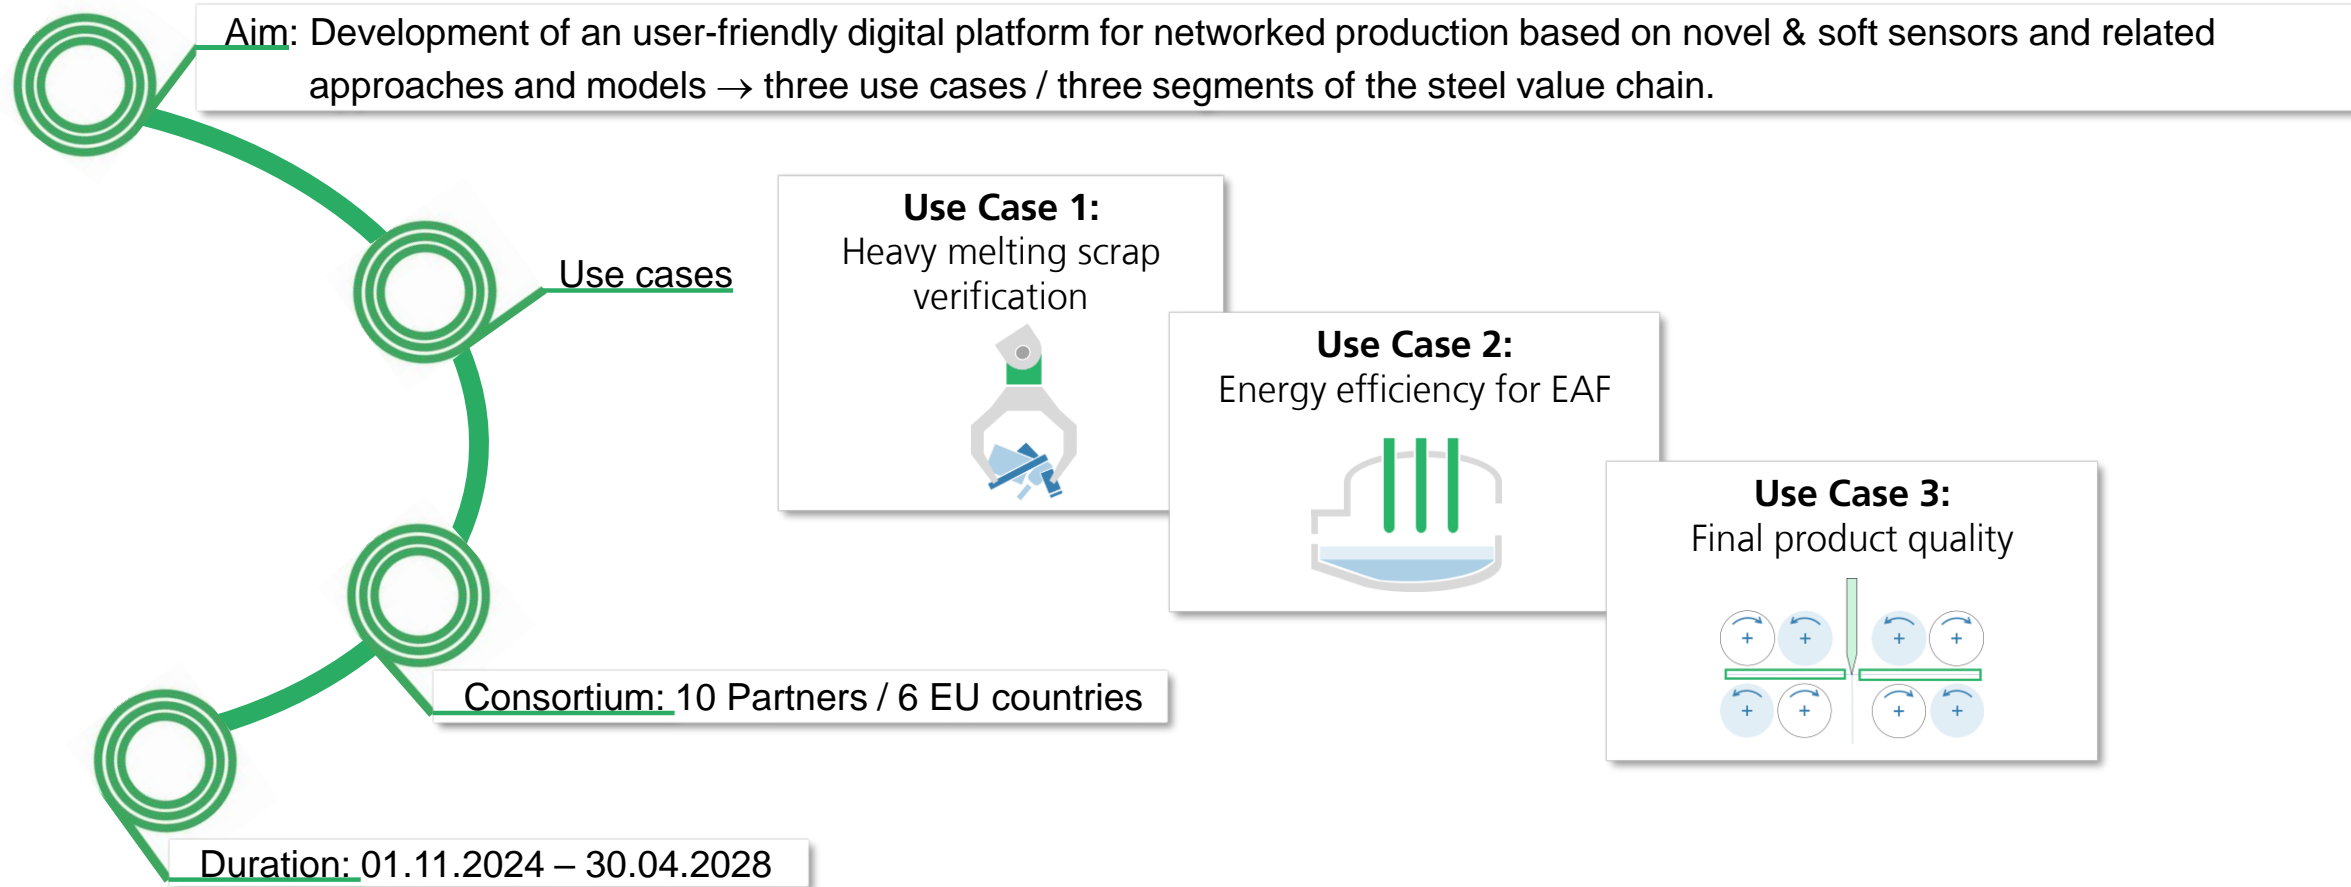 Aim: Development of an user-friendly digital platform for networked production based on novel & soft sensors and related
approaches and models → three use cases / three segments of the steel value chain.
Use cases
Use Case 1:
Heavy melting scrap
verification
Use Case 2:
Energy efficiency for EAF
Use Case 3:
Final product quality
Consortium: 10 Partners / 6 EU countries
Duration: 01.11.2024 – 30.04.2028